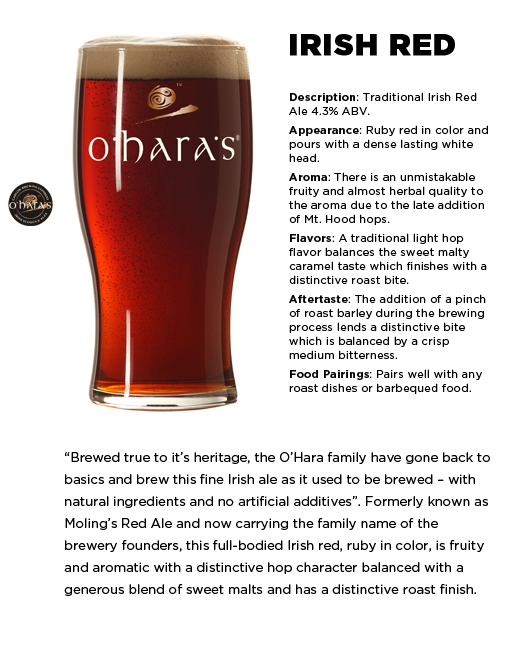 IRISH RED
Description: Traditional Irish Red
Ale 4.3% ABV.
Appearance: Ruby red in color and
pours with a dense lasting white
head.
Aroma: There is an unmistakable
fruity and almost herbal quality to
the aroma due to the late addition
of Mt. Hood hops.
Flavors: A traditional light hop
flavor balances the sweet malty
caramel taste which finishes with a
distinctive roast bite.
Aftertaste: The addition of a pinch
of roast barley during the brewing
process lends a distinctive bite
which is balanced by a crisp
medium bitterness.
Food Pairings: Pairs well with any
roast dishes or barbequed food.
TM
O'hara's®
O'hara's
“Brewed true to it’s heritage, the O’Hara family have gone back to
basics and brew this fine Irish ale as it used to be brewed – with
natural ingredients and no artificial additives”. Formerly known as
Moling’s Red Ale and now carrying the family name of the
brewery founders, this full-bodied Irish red, ruby in color, is fruity
and aromatic with a distinctive hop character balanced with a
generous blend of sweet malts and has a distinctive roast finish.